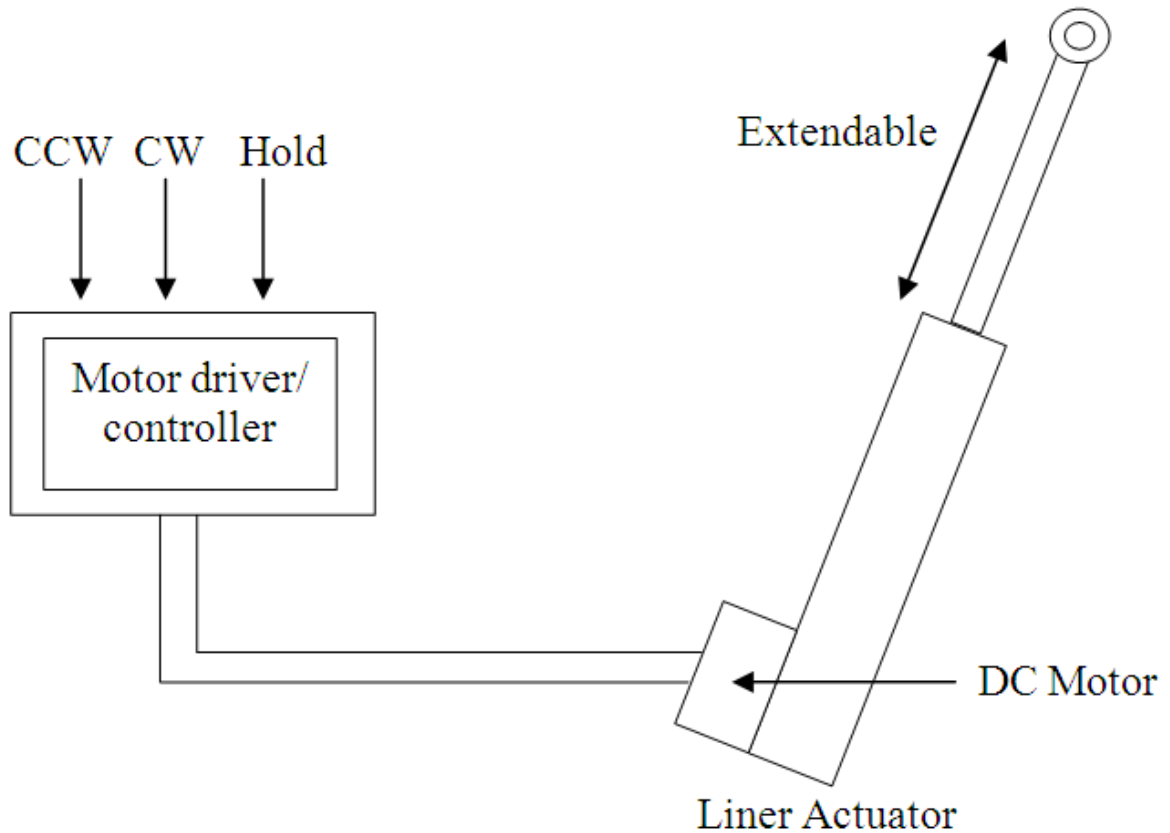 Extendable
CCW CW Hold
Motor driver/
controller
DC Motor
Liner Actuator